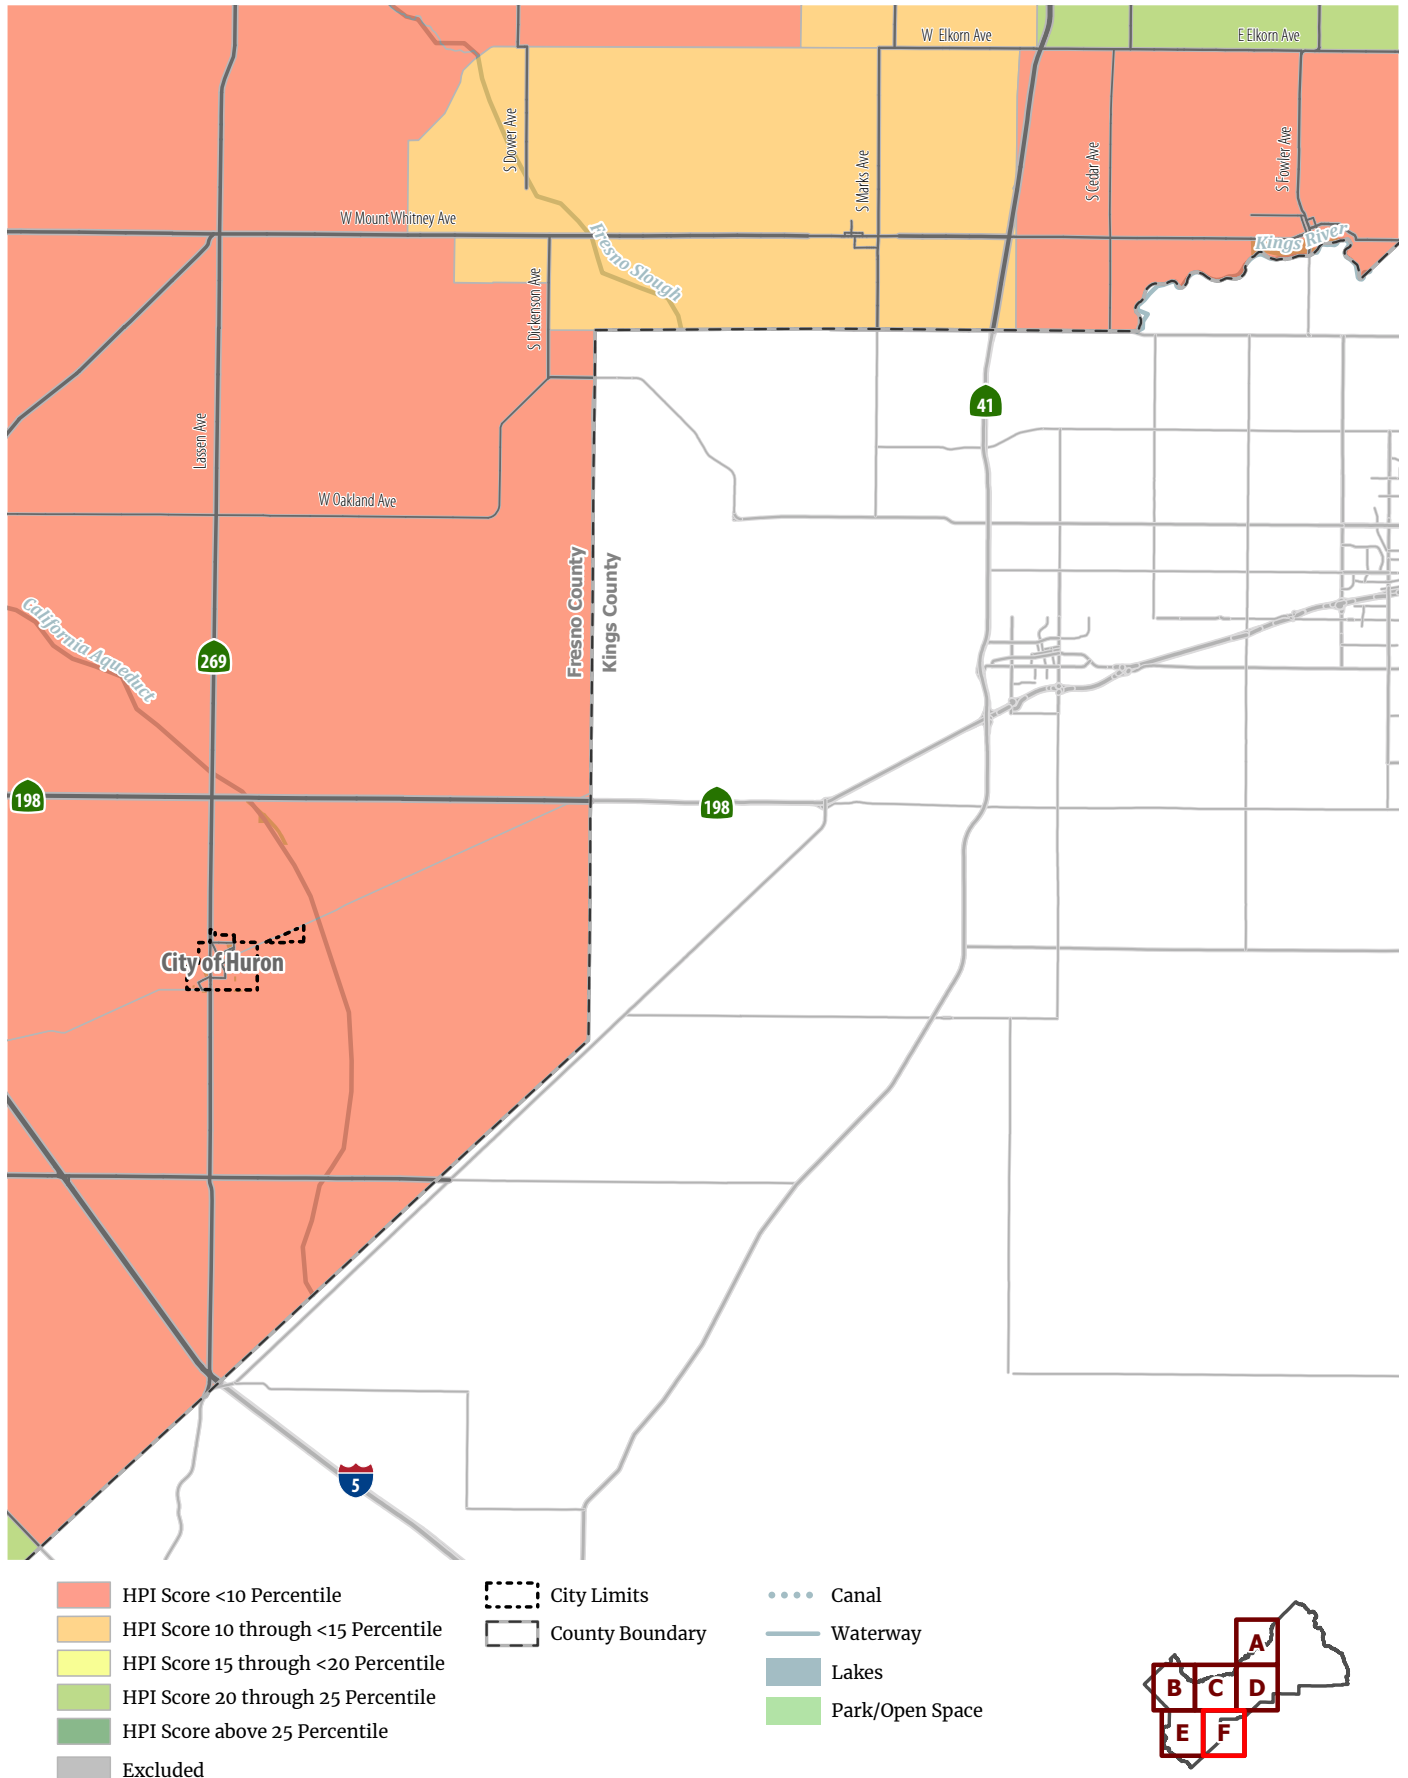 W Elkorn Ave
E Elkorn Ave
S Dower Ave
S Marks Ave
S Cedar Ave
S Fowler Ave
W Mount Whitney Ave
Fresno Slough
Kings River
S Dickenson Ave
41
Lassen Ave
W Oakland Ave
Fresno County
Kings County
California Aqueduct
269
198
198
City of Huron
5
HPI Score <10 Percentile
HPI Score 10 through <15 Percentile
HPI Score 15 through <20 Percentile
HPI Score 20 through 25 Percentile
HPI Score above 25 Percentile
Excluded
City Limits
County Boundary
Canal
Waterway
Lakes
Park/Open Space
A
B C D
E F